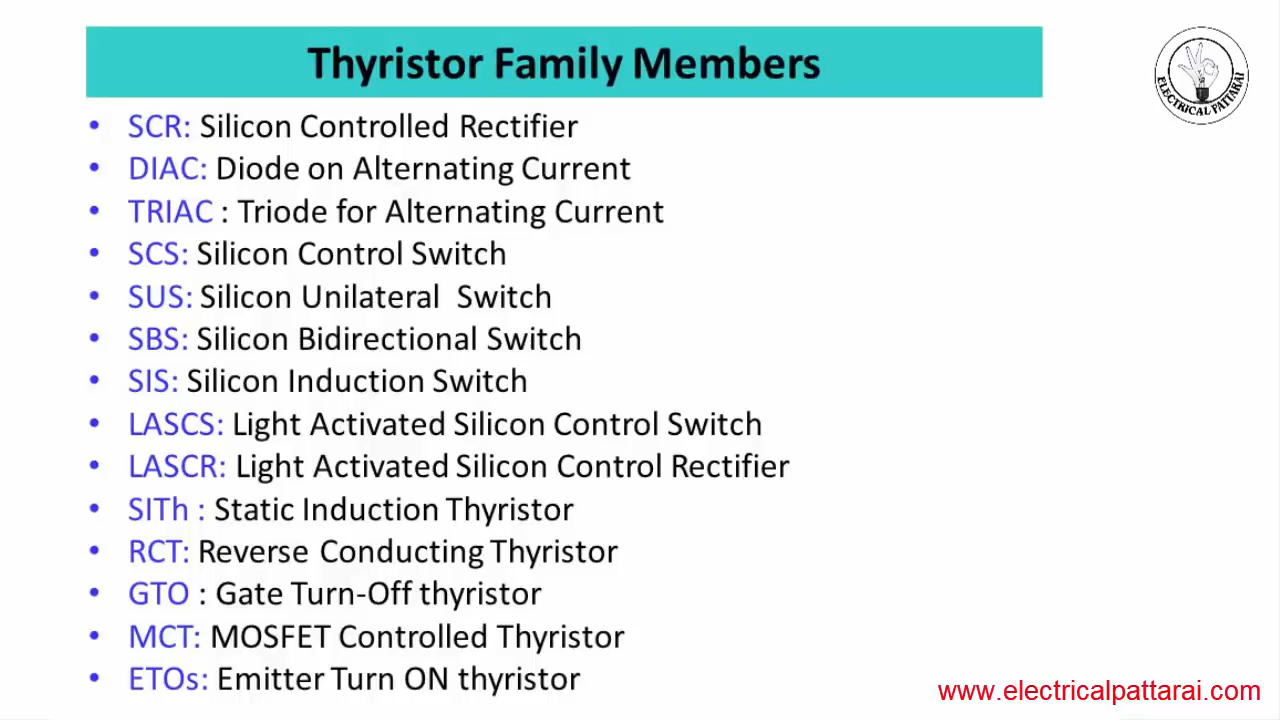 Thyristor Family Members
ELECTRICAL PATTARAI
• SCR: Silicon Controlled Rectifier
• DIAC: Diode on Alternating Current
• TRIAC : Triode for Alternating Current
• SCS: Silicon Control Switch
• SUS: Silicon Unilateral Switch
• SBS: Silicon Bidirectional Switch
• SIS: Silicon Induction Switch
• LASCS: Light Activated Silicon Control Switch
• LASCR: Light Activated Silicon Control Rectifier
• SITh : Static Induction Thyristor
• RCT: Reverse Conducting Thyristor
• GTO : Gate Turn-Off thyristor
• MCT: MOSFET Controlled Thyristor
• ETOs: Emitter Turn ON thyristor
www.electricalpattarai.com